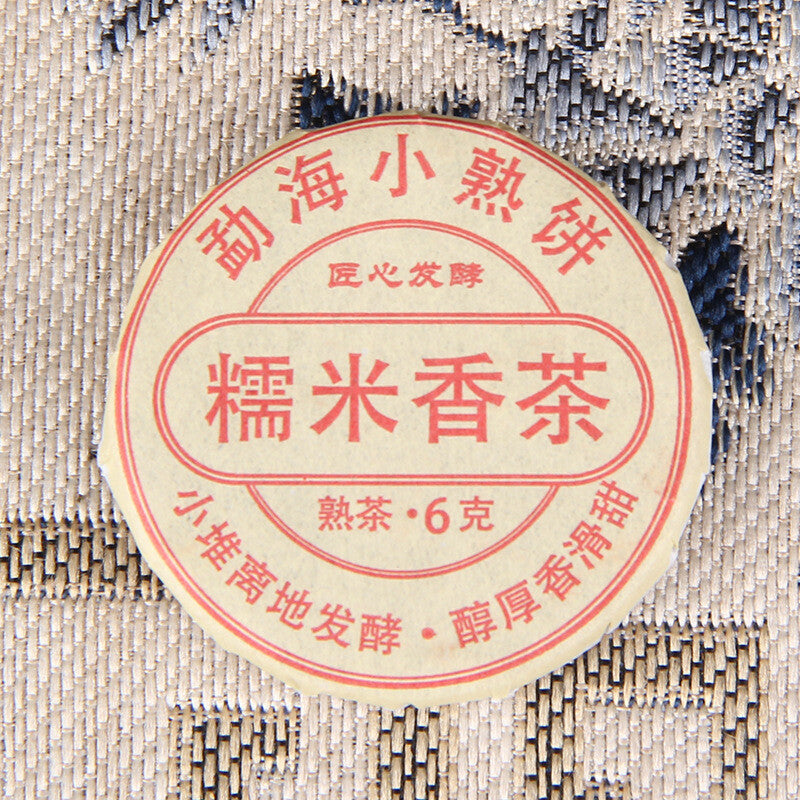 勐海小熟饼
匠心发酵
糯米香茶
熟茶·6克
小堆离地发酵·醇厚香滑甜